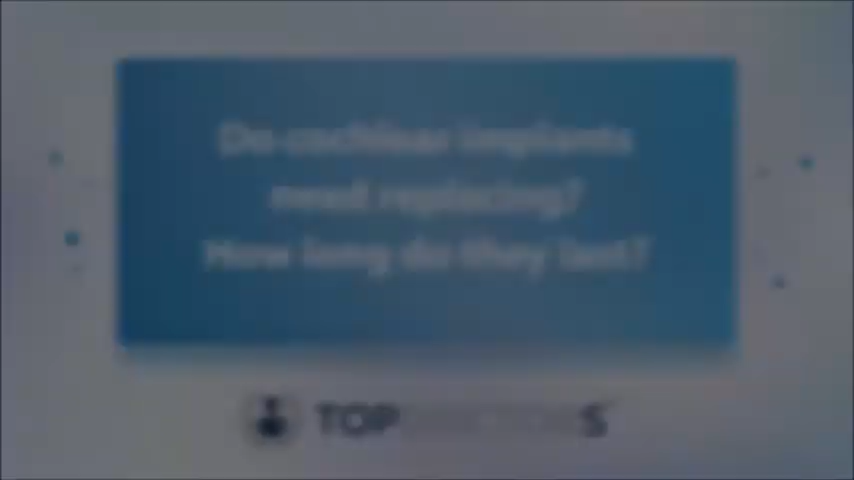 Do cochlear implants
need replacing?
How long do they last?
TOP